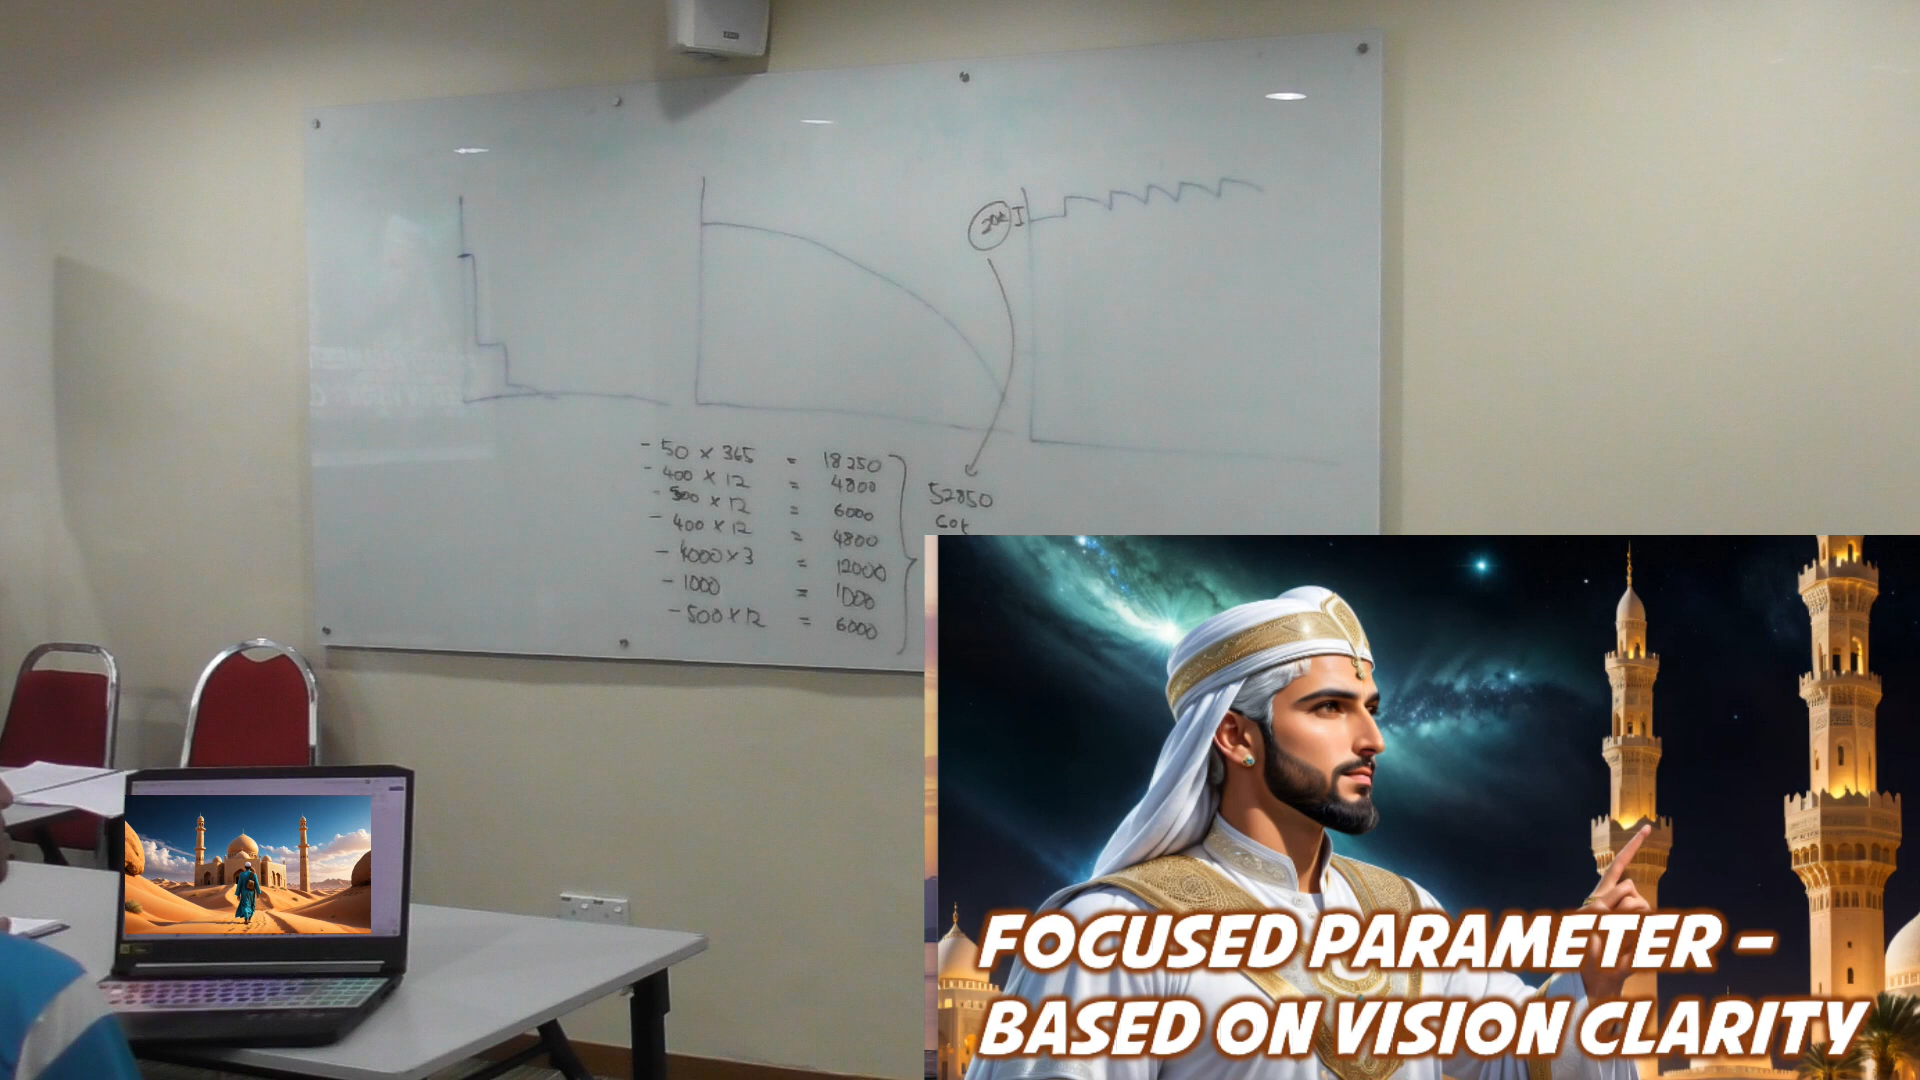 20k
- 50 x 365 = 18250
- 400 x 12 = 4800
- 500 x 12 = 6000
- 400 x 12 = 4800
- 4000 x 3 = 12000
- 1000 = 1000
- 500 x 12 = 6000
52850
FOCUSED PARAMETER -
BASED ON VISION CLARITY